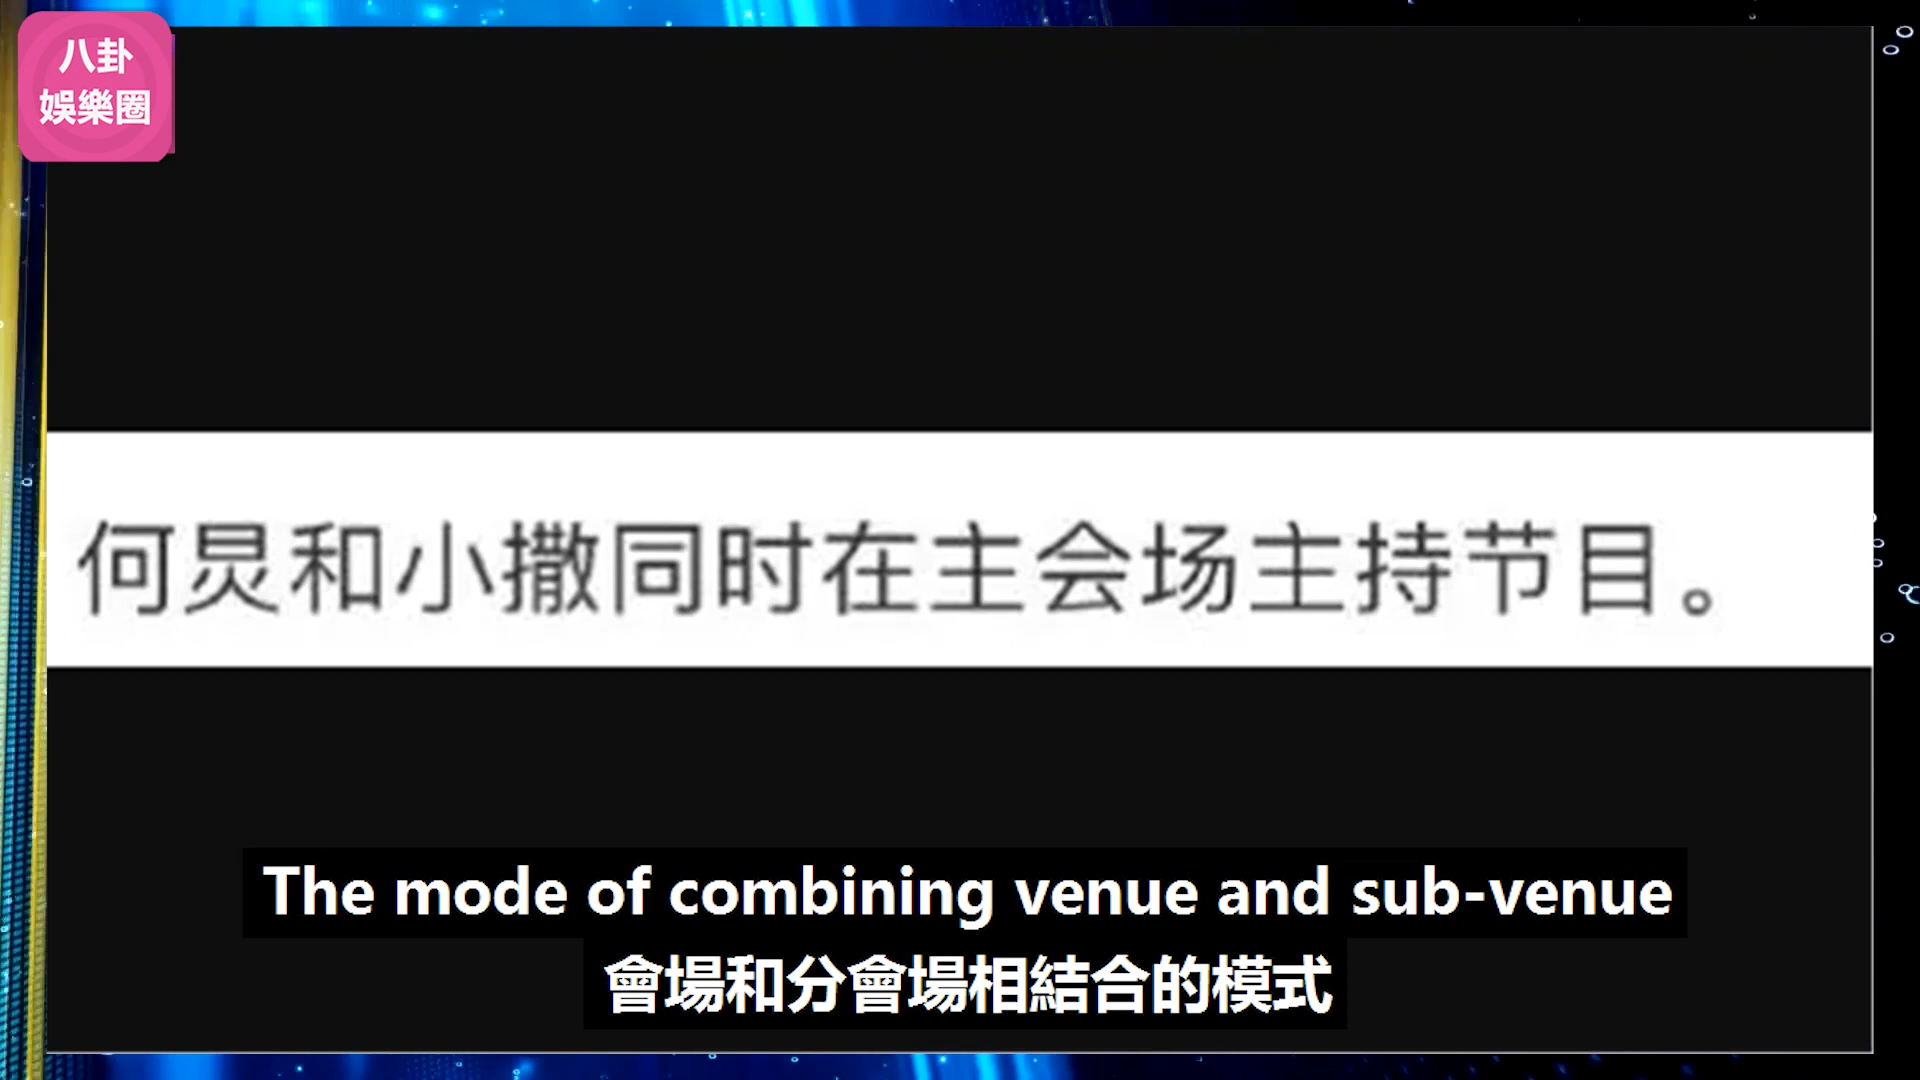 八卦
娛樂圈
何炅和小撒同时在主会场主持节目。
The mode of combining venue and sub-venue
會場和分會場相結合的模式